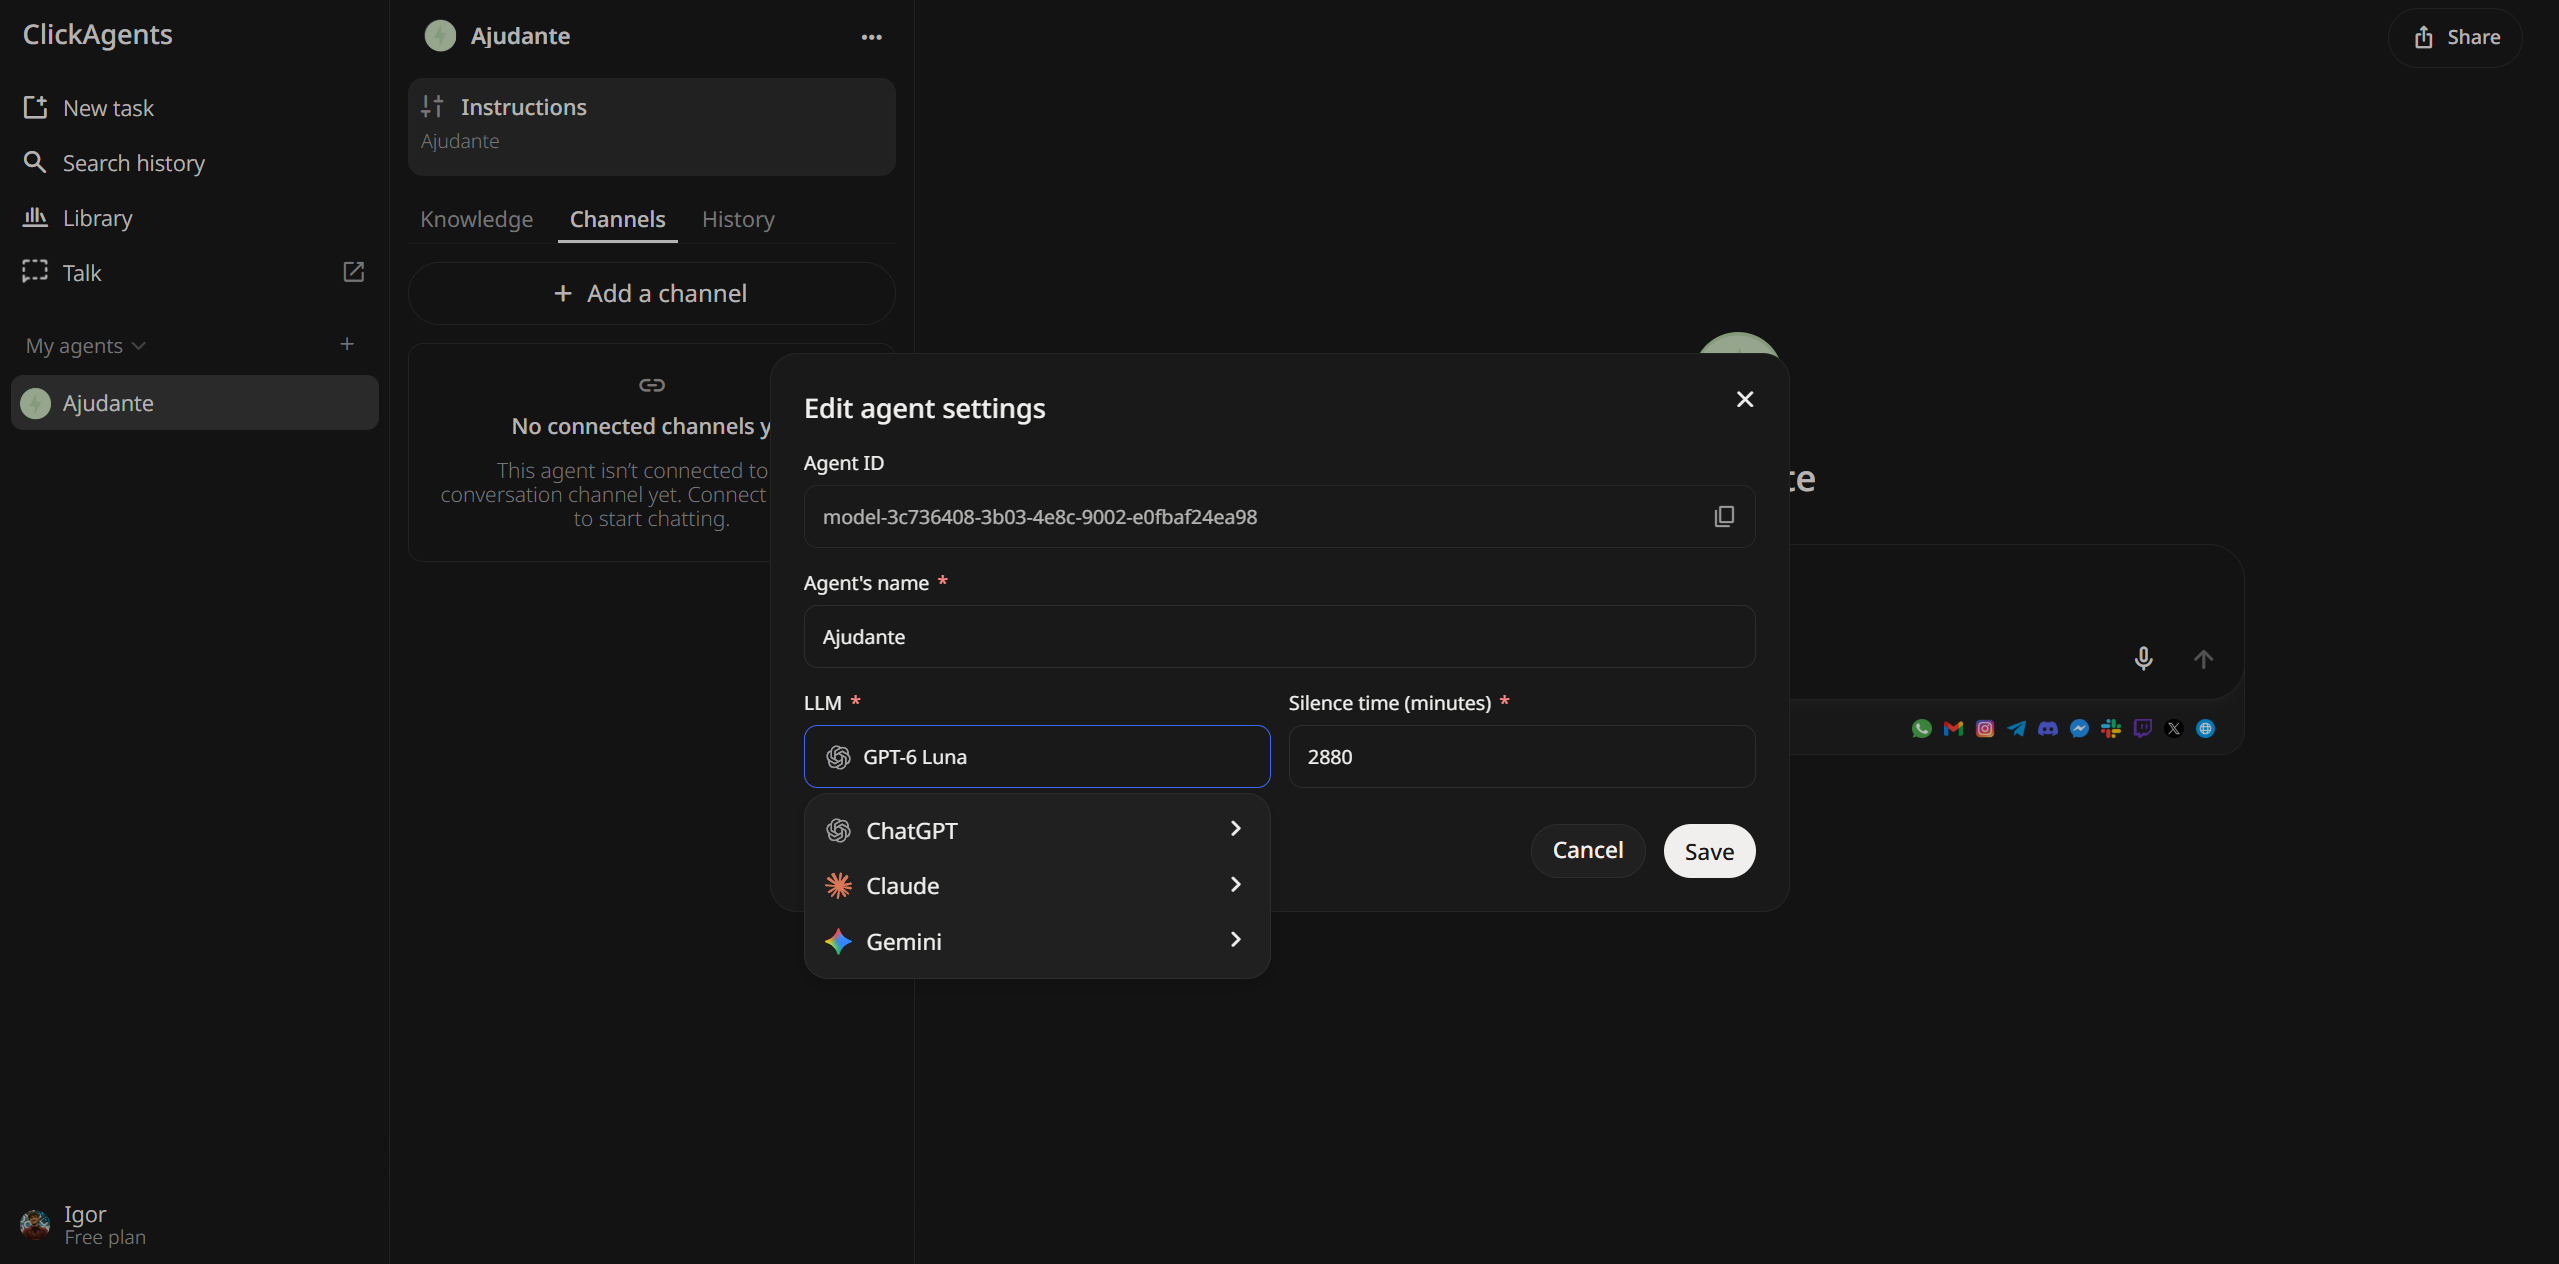 ClickAgents
New task
Search history
Library
Talk
My agents
Ajudante
Igor
Free plan
Ajudante
Instructions
Ajudante
Knowledge
Channels
History
Add a channel
No connected channels y
This agent isn't connected to
conversation channel yet. Connect
to start chatting.
Share
te
Edit agent settings
Agent ID
model-3c736408-3b03-4e8c-9002-e0fbaf24ea98
Agent's name *
Ajudante
LLM *
GPT-6 Luna
Silence time (minutes) *
2880
ChatGPT
Claude
Gemini
Cancel
Save